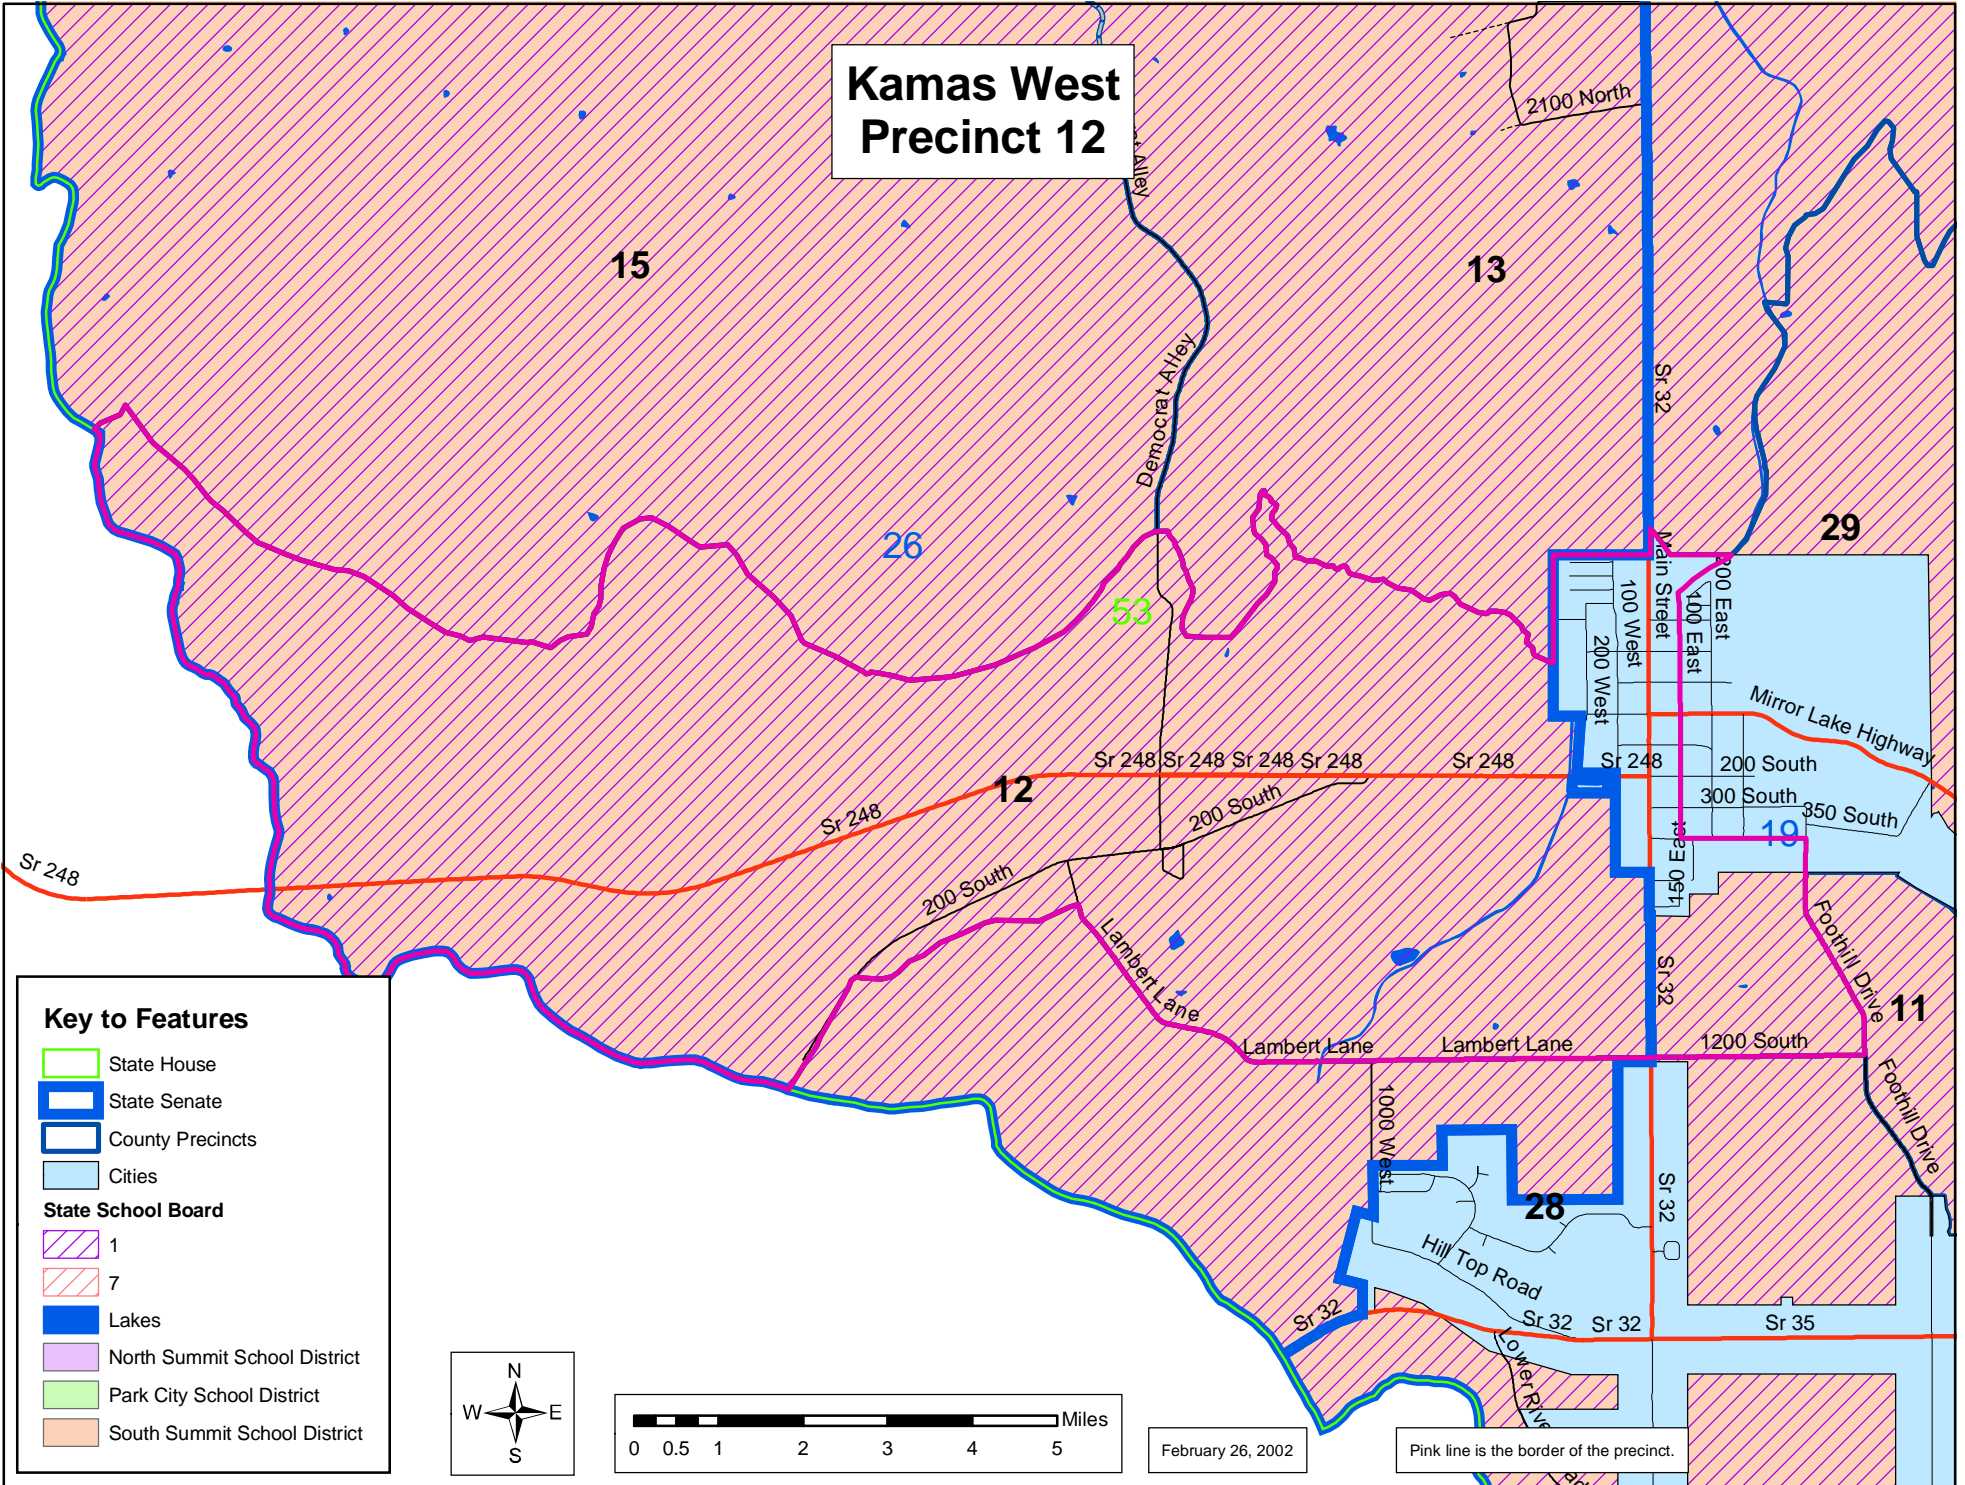 Kamas West
Precinct 12
2100 North
Alley
15
13
Democrat Alley
Sr 32
29
26
53
Main Street
100 West
200 West
100 East
200 East
Mirror Lake Highway
Sr 248
Sr 248
Sr 248
Sr 248
Sr 248
Sr 248
200 South
300 South
350 South
19
12
200 South
Sr 248
Sr 248
200 South
150 East
Foothill Drive
Lambert Lane
Sr 32
11
Lambert Lane
Lambert Lane
1200 South
Foothill Drive
1000 West
28
Sr 32
Hill Top Road
Sr 32
Sr 32
Sr 32
Sr 35
Lower River
Key to Features
State House
State Senate
County Precincts
Cities
State School Board
1
7
Lakes
North Summit School District
Park City School District
South Summit School District
N
W E
S
Miles
0 0.5 1 2 3 4 5
February 26, 2002
Pink line is the border of the precinct.